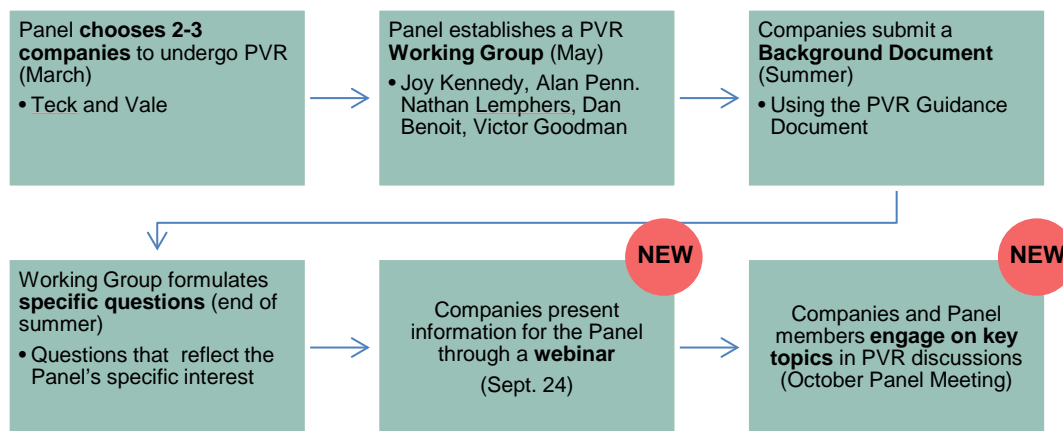 Panel chooses 2-3
companies to undergo PVR
(March)
• Teck and Vale
Panel establishes a PVR
Working Group (May)
• Joy Kennedy, Alan Penn.
Nathan Lemphers, Dan
Benoit, Victor Goodman
Companies submit a
Background Document
(Summer)
• Using the PVR Guidance
Document
Working Group formulates
specific questions (end of
summer)
• Questions that reflect the
Panel's specific interest
NEW
Companies present
information for the Panel
through a webinar
(Sept. 24)
NEW
Companies and Panel
members engage on key
topics in PVR discussions
(October Panel Meeting)